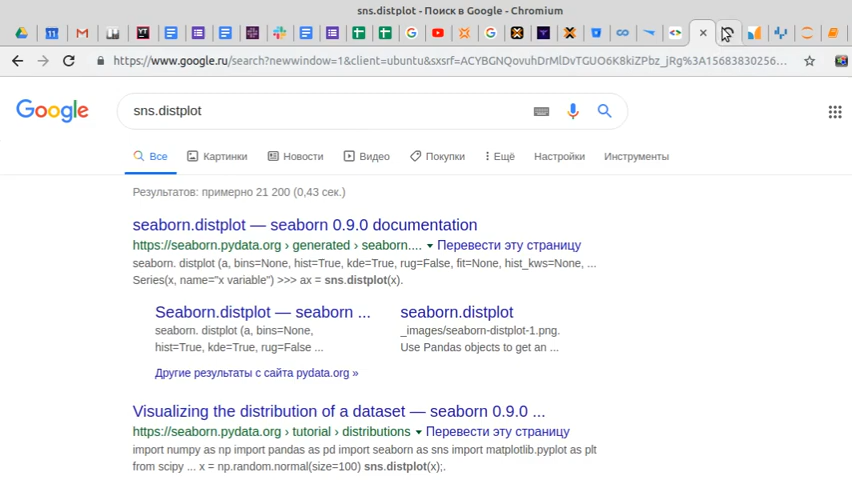 sns.distplot - Поиск в Google - Chromium
https://www.google.ru/search?newwindow=1&client=ubuntu&sxsrf=ACYBGNQovuhDrMlDvTGUO6K8kiZPbz_jRg%3A15683830256...
Google
sns.distplot
Все Картинки Новости Видео Покупки Ещё Настройки Инструменты
Результатов: примерно 21 200 (0,43 сек.)
seaborn.distplot — seaborn 0.9.0 documentation
https://seaborn.pydata.org › generated › seaborn.... Перевести эту страницу
seaborn. distplot (a, bins=None, hist=True, kde=True, rug=False, fit=None, hist_kws=None, ...
Series(x, name="x variable") >>> ax = sns.distplot(x).
Seaborn.distplot — seaborn ...
seaborn. distplot (a, bins=None,
hist=True, kde=True, rug=False ...
seaborn.distplot
_images/seaborn-distplot-1.png.
Use Pandas objects to get an ...
Другие результаты с сайта pydata.org »
Visualizing the distribution of a dataset — seaborn 0.9.0 ...
https://seaborn.pydata.org › tutorial › distributions Перевести эту страницу
import numpy as np import pandas as pd import seaborn as sns import matplotlib.pyplot as plt
from scipy ... x = np.random.normal(size=100) sns.distplot(x);.